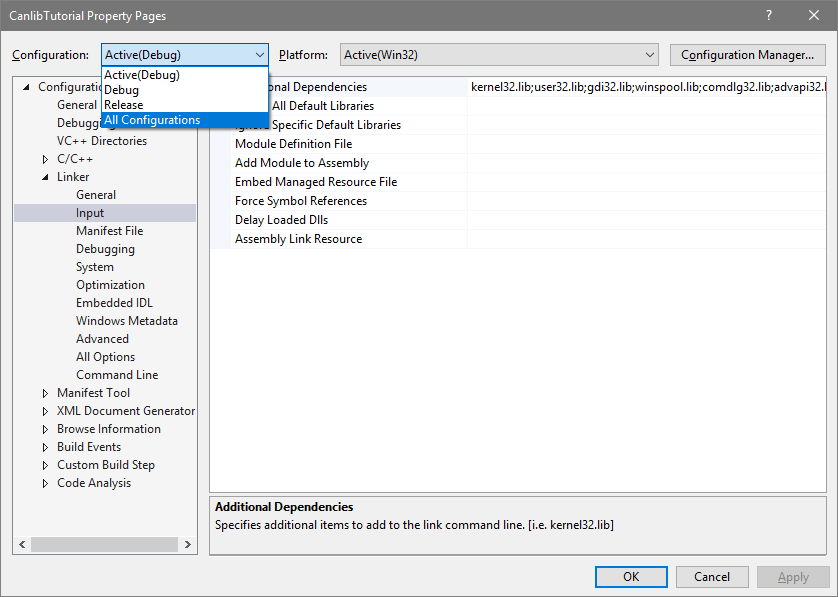 CanlibTutorial Property Pages
?
Configuration: Active(Debug) Platform: Active(Win32) Configuration Manager...
Active(Debug)
Debug
Release
All Configurations
General
VC++ Directories
C/C++
Linker
General
Input
Manifest File
Debugging
System
Optimization
Embedded IDL
Windows Metadata
Advanced
All Options
Command Line
Manifest Tool
XML Document Generator
Browse Information
Build Events
Custom Build Step
Code Analysis
Dependencies kernel32.lib;user32.lib;gdi32.lib;winspool.lib;comdlg32.lib;advapi32.l
All Default Libraries
Ignore Specific Default Libraries
Module Definition File
Add Module to Assembly
Embed Managed Resource File
Force Symbol References
Delay Loaded Dlls
Assembly Link Resource
Additional Dependencies
Specifies additional items to add to the link command line. [i.e. kernel32.lib]
OK Cancel Apply